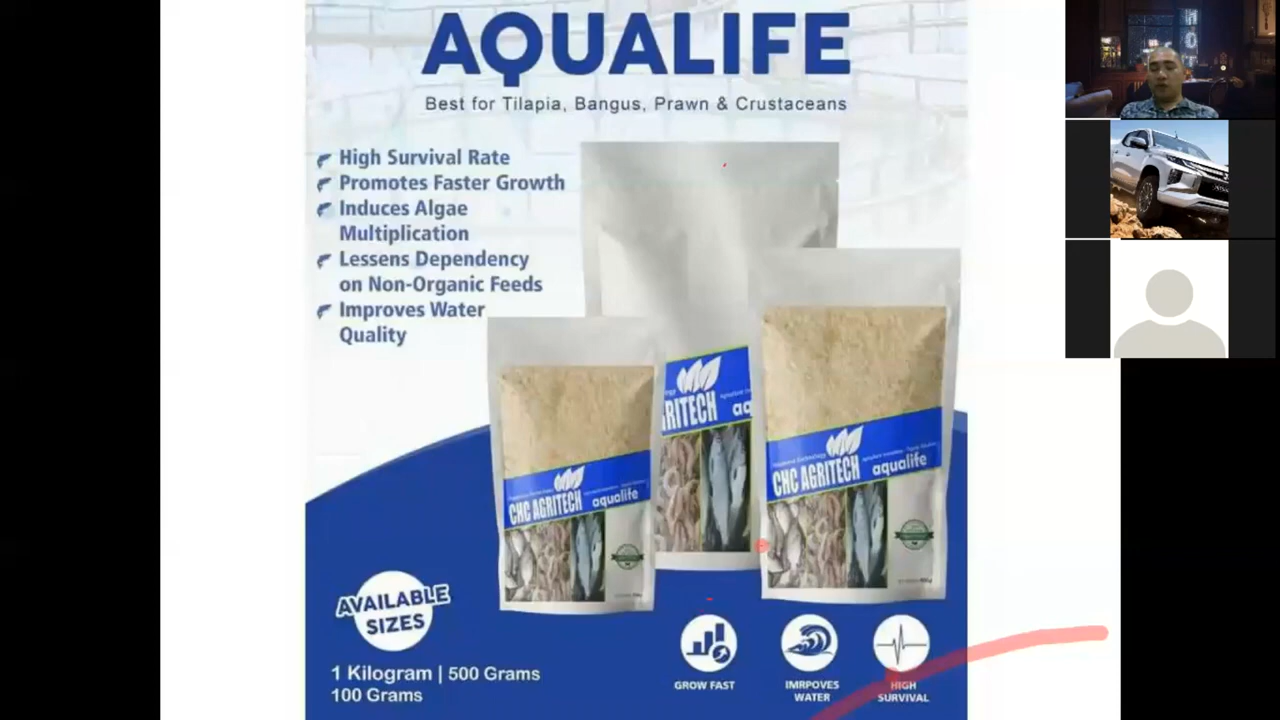 AQUALIFE
Best for Tilapia, Bangus, Prawn & Crustaceans
High Survival Rate
Promotes Faster Growth
Induces Algae
Multiplication
Lessens Dependency
on Non-Organic Feeds
Improves Water
Quality
RITECH
aq
CHC AGRITECH
aqualife
CHC AGRITECH
aqualife
AVAILABLE
SIZES
1 Kilogram | 500 Grams
100 Grams
GROW FAST
IMRPOVES
WATER
HIGH
SURVIVAL